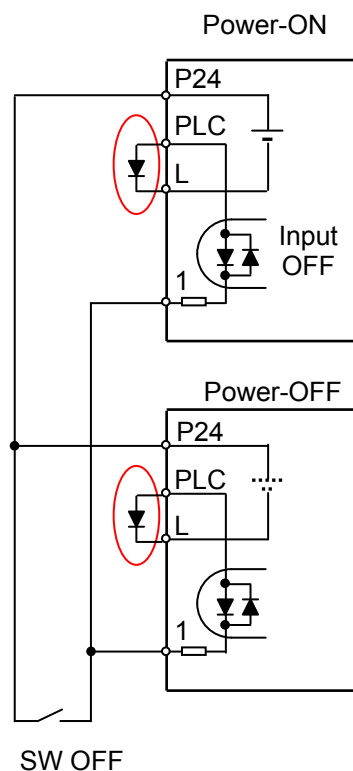 Power-ON
P24
PLC
L
Input
OFF
1
Power-OFF
P24
PLC
L
1
SW OFF